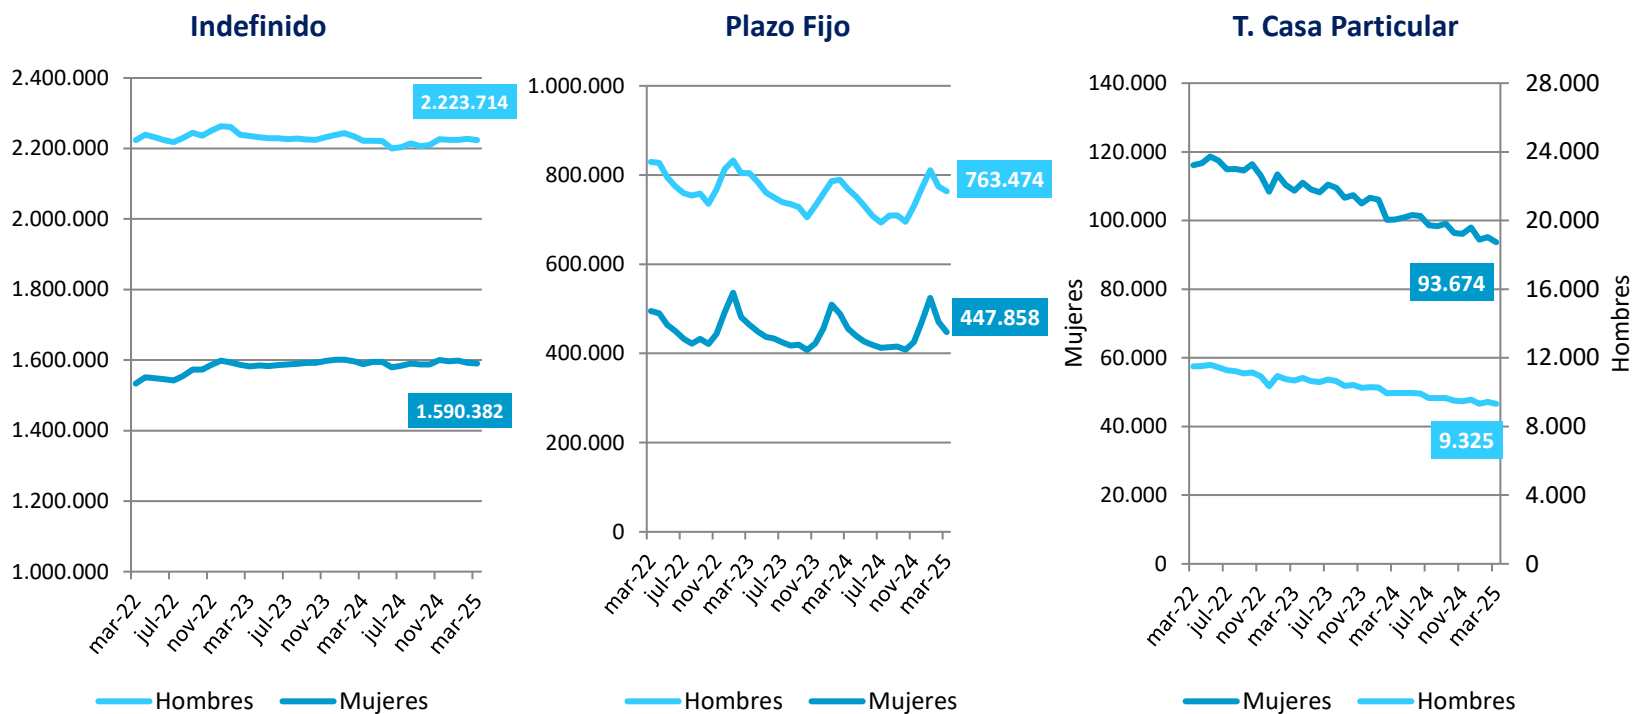 Indefinido
2.400.000
2.200.000
2.000.000
1.800.000
1.600.000
1.400.000
1.200.000
1.000.000
2.223.714
1.590.382
mar-22
jul-22
nov-22
mar-23
jul-23
nov-23
mar-24
jul-24
nov-24
mar-25
Hombres
Mujeres
Plazo Fijo
1.000.000
800.000
600.000
400.000
200.000
0
763.474
447.858
mar-22
jul-22
nov-22
mar-23
jul-23
nov-23
mar-24
jul-24
nov-24
mar-25
Hombres
Mujeres
T. Casa Particular
Mujeres
140.000
120.000
100.000
80.000
60.000
40.000
20.000
0
93.674
9.325
28.000
24.000
20.000
16.000
12.000
8.000
4.000
0
Hombres
mar-22
jul-22
nov-22
mar-23
jul-23
nov-23
mar-24
jul-24
nov-24
mar-25
Mujeres
Hombres